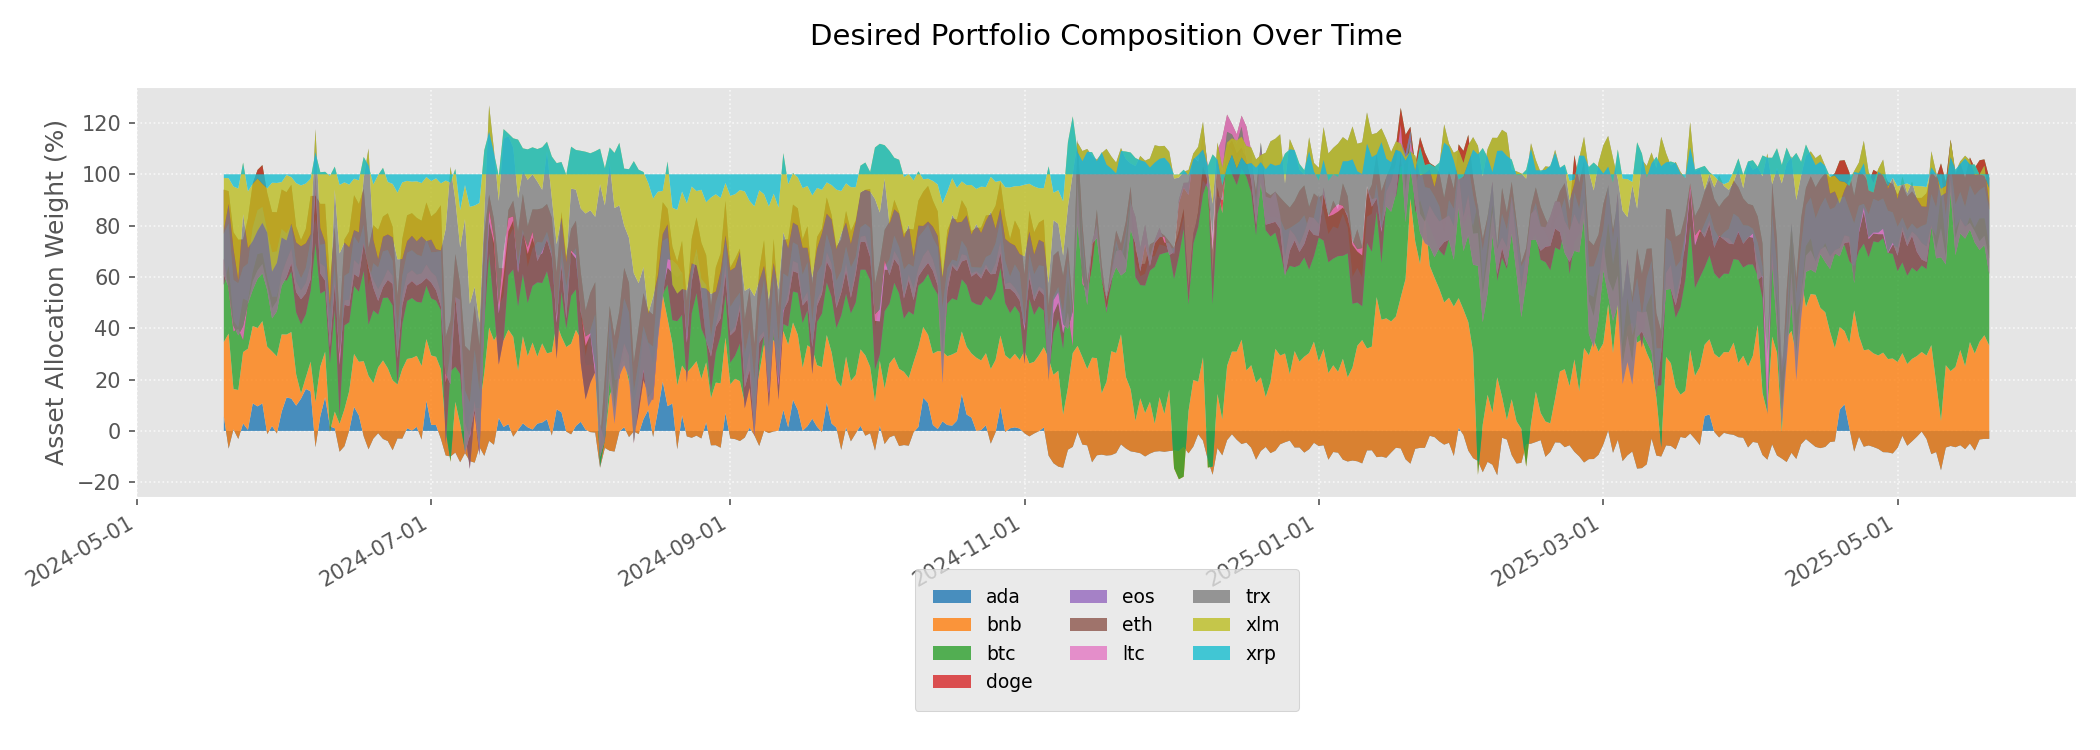 Desired Portfolio Composition Over Time
Asset Allocation Weight (%)
120
100
80
60
40
20
0
−20
2024-05-01
2024-07-01
2024-09-01
2024-11-01
2025-01-01
2025-03-01
2025-05-01
ada
bnb
btc
doge
eos
eth
ltc
trx
xlm
xrp